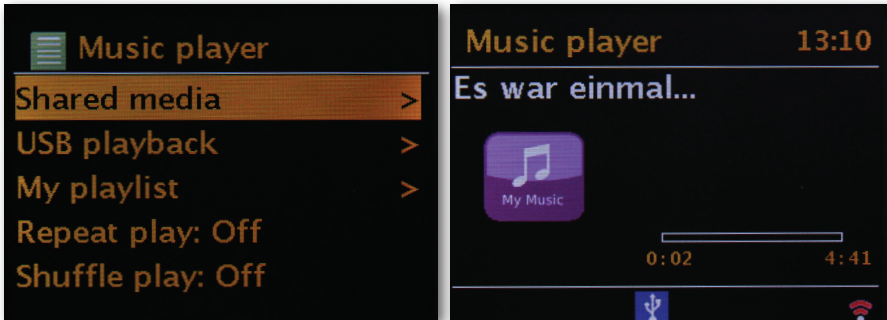 Music player
Shared media >
USB playback >
My playlist >
Repeat play: Off
Shuffle play: Off
Music player 13:10
Es war einmal...
My Music
0:02 4:41